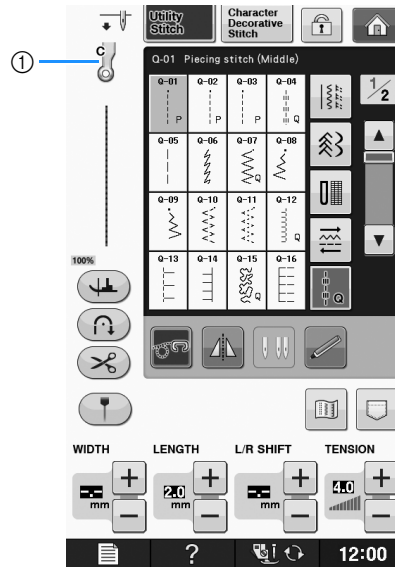 Utility
Stitch
Character
Decorative
Stitch
①
C
Q-01 Piecing stitch (Middle)
1/2
Q-01 Q-02 Q-03 Q-04
P P P Q
Q-05 Q-06 Q-07 Q-08
Q
Q-09 Q-10 Q-11 Q-12
Q
100%
Q-13 Q-14 Q-15 Q-16
Q
Q
WIDTH LENGTH L/R SHIFT TENSION
-.- + 2.0 + -.- + 4.0 +
mm mm mm
− − − −
? 12:00